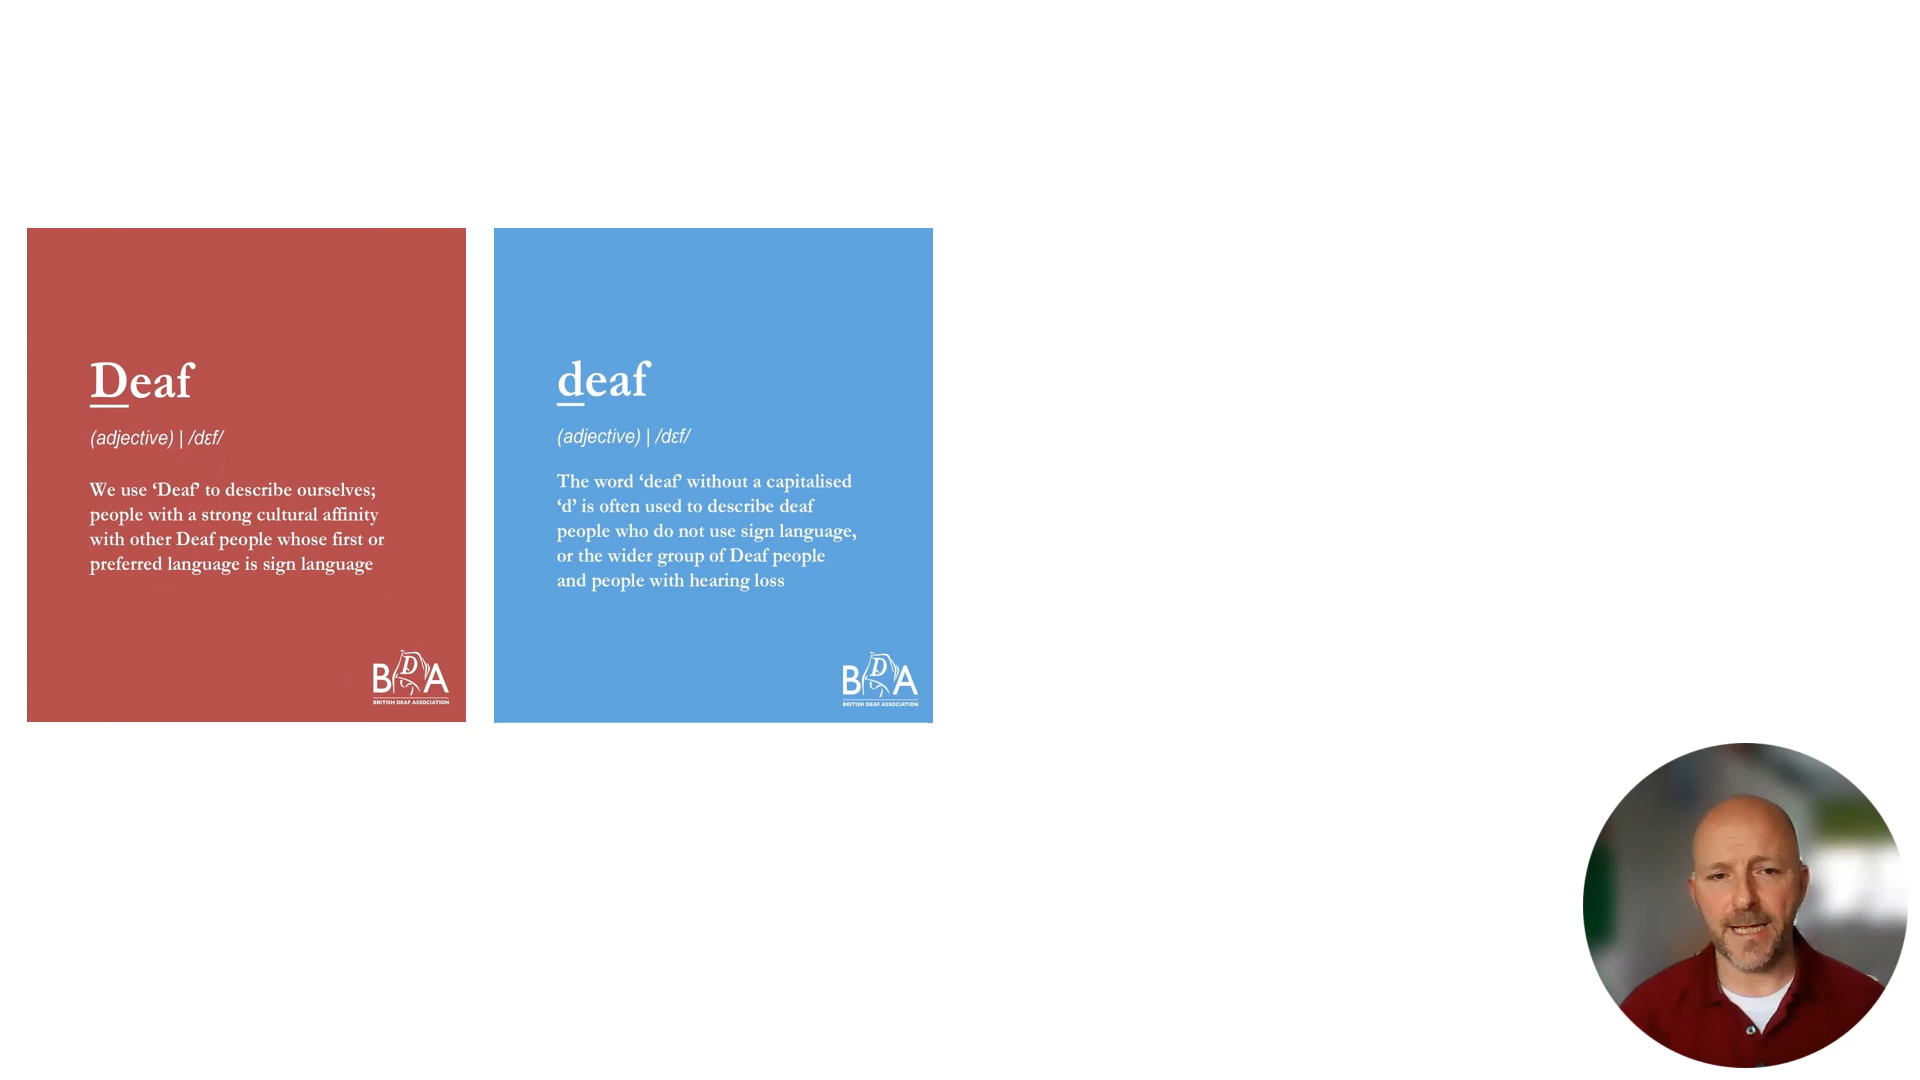 Deaf
(adjective) | /dɛf/
We use ‘Deaf’ to describe ourselves;
people with a strong cultural affinity
with other Deaf people whose first or
preferred language is sign language
BDA
BRITISH DEAF ASSOCIATION
deaf
(adjective) | /dɛf/
The word ‘deaf’ without a capitalised
‘d’ is often used to describe deaf
people who do not use sign language,
or the wider group of Deaf people
and people with hearing loss
BDA
BRITISH DEAF ASSOCIATION